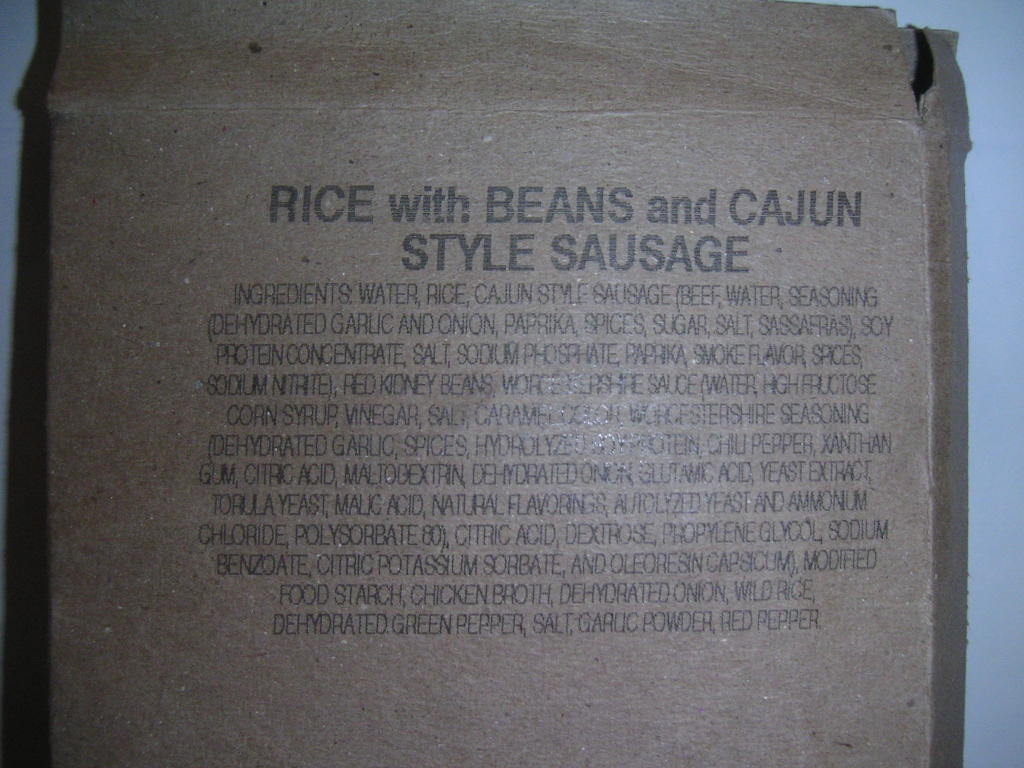 RICE with BEANS and CAJUN
STYLE SAUSAGE
INGREDIENTS: WATER, RICE, CAJUN STYLE SAUSAGE (BEEF, WATER, SEASONING
(DEHYDRATED GARLIC AND ONION, PAPRIKA, SPICES, SUGAR, SALT, SASSAFRAS), SOY
PROTEIN CONCENTRATE, SALT, SODIUM PHOSPHATE, PAPRIKA, SMOKE FLAVOR, SPICES,
SODIUM NITRITE), RED KIDNEY BEANS, WORCESTERSHIRE SAUCE (WATER, HIGH FRUCTOSE
CORN SYRUP, VINEGAR, SALT, CARAMEL COLOR, WORCESTERSHIRE SEASONING
(DEHYDRATED GARLIC, SPICES, HYDROLYZED SOY PROTEIN, CHILI PEPPER, XANTHAN
GUM, CITRIC ACID, MALTODEXTRIN, DEHYDRATED ONION, GLUTAMIC ACID, YEAST EXTRACT,
TORULA YEAST, MALIC ACID, NATURAL FLAVORINGS, AUTOLYZED YEAST AND AMMONIUM
CHLORIDE, POLYSORBATE 80), CITRIC ACID, DEXTROSE, PROPYLENE GLYCOL, SODIUM
BENZOATE, CITRIC POTASSIUM SORBATE, AND OLEORESIN CAPSICUM), MODIFIED
FOOD STARCH, CHICKEN BROTH, DEHYDRATED ONION, WILD RICE,
DEHYDRATED GREEN PEPPER, SALT, GARLIC POWDER, RED PEPPER.